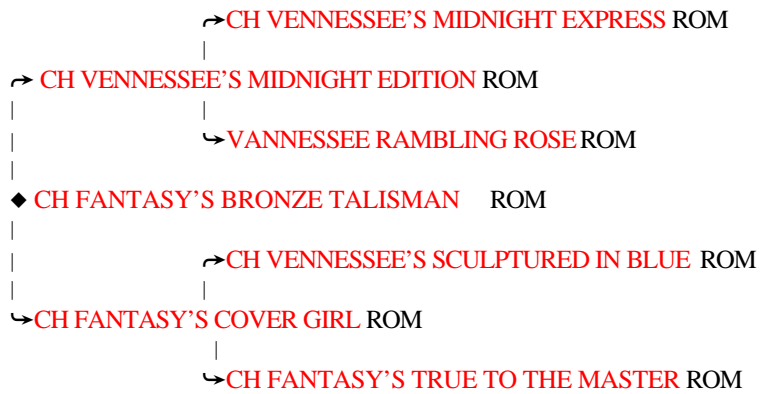 CH VENNESSEE'S MIDNIGHT EXPRESS ROM
CH VENNESSEE'S MIDNIGHT EDITION ROM
VANNESSEE RAMBLING ROSE ROM
CH FANTASY'S BRONZE TALISMAN ROM
CH VENNESSEE'S SCULPTURED IN BLUE ROM
CH FANTASY'S COVER GIRL ROM
CH FANTASY'S TRUE TO THE MASTER ROM